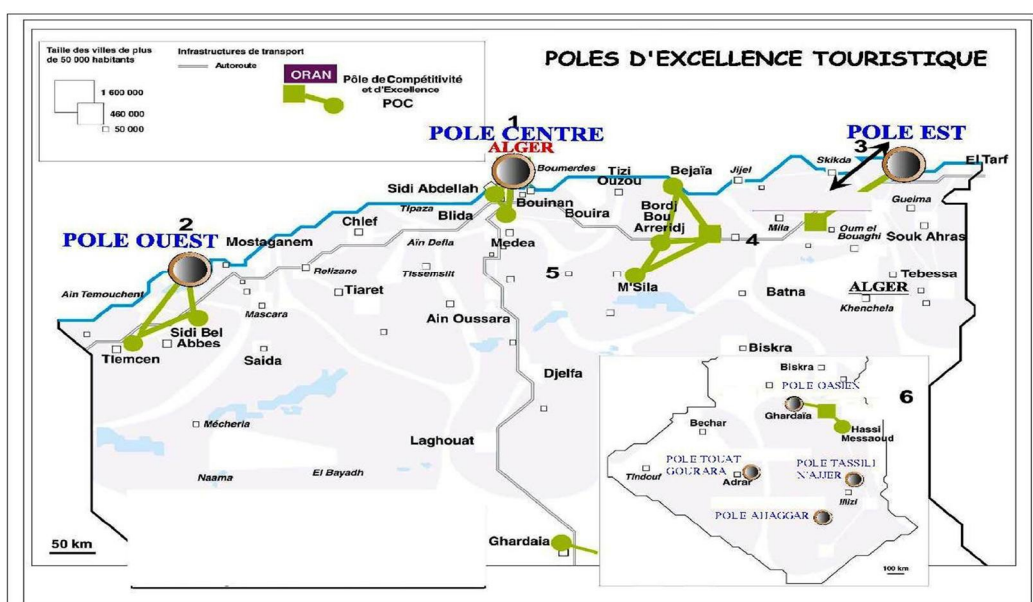 POLES D'EXCELLENCE TOURISTIQUE
Taille des villes de plus
de 50 000 habitants
1 600 000
460 000
50 000
Infrastructures de transport
Autoroute
ORAN
Pôle de Compétitivité
et d'Excellence
POC
1
POLE CENTRE
ALGER
3
POLE EST
2
POLE OUEST
Sidi Abdellah
Boumerdes
Tizi
Ouzou
Bejaïa
Jijel
Skikda
El Tarf
Tipaza
Blida
Bouinan
Bouira
Bordj
Bou
Arreridj
Mila
Gueima
Oum el
Bouaghi
Souk Ahras
Mostaganem
Chlef
Aïn Defla
Medea
4
Relizane
Tissemsilt
5
M'Sila
Tebessa
Ain Temouchent
Mascara
Tiaret
Batna
ALGER
Khenchela
Sidi Bel
Abbes
Ain Oussara
Tlemcen
Saida
Biskra
Djelfa
Mécheria
Laghouat
Naama
El Bayadh
Ghardaia
50 km
Biskra
POLE OASIEN
6
Ghardaïa
Bechar
Hassi
Messaoud
POLE TOUAT
GOURARA
POLE TASSILI
N'AJJER
Tindouf
Adrar
Illizi
POLE AHAGGAR
100 km